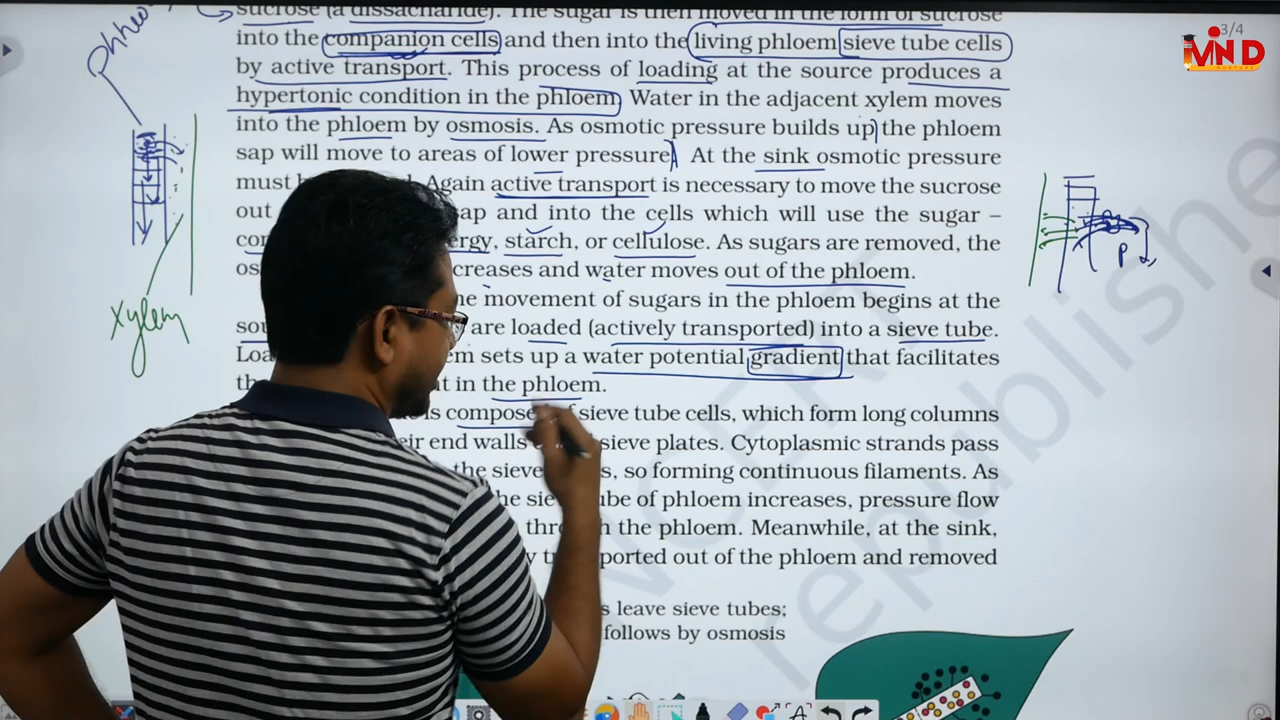 sucrose (a dissacharide). The sugar is then moved in the form of sucrose
into the companion cells and then into the living phloem sieve tube cells
by active transport. This process of loading at the source produces a
hypertonic condition in the phloem. Water in the adjacent xylem moves
into the phloem by osmosis. As osmotic pressure builds up the phloem
sap will move to areas of lower pressure. At the sink osmotic pressure
must Again active transport is necessary to move the sucrose
out sap and into the cells which will use the sugar –
starch, or cellulose. As sugars are removed, the
and water moves out of the phloem.
movement of sugars in the phloem begins at the
are loaded (actively transported) into a sieve tube.
sets up a water potential gradient that facilitates
in the phloem.
is sieve tube cells, which form long columns
end walls sieve plates. Cytoplasmic strands pass
the so forming continuous filaments. As
of phloem increases, pressure flow
the phloem. Meanwhile, at the sink,
out of the phloem and removed
leave sieve tubes;
follows by osmosis
xylem
P
3/4
MIND
republishe